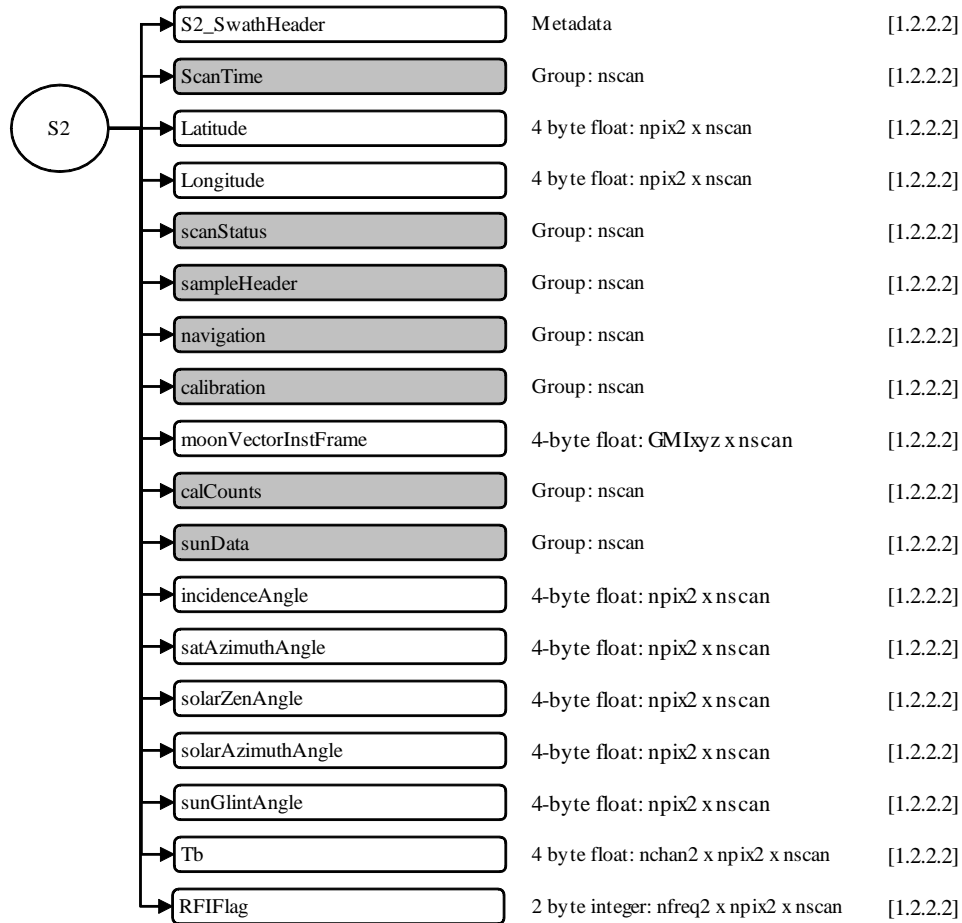 S2_SwathHeader Metadata [1.2.2.2]
ScanTime Group: nscan [1.2.2.2]
S2
Latitude 4 byte float: npix2 x nscan [1.2.2.2]
Longitude 4 byte float: npix2 x nscan [1.2.2.2]
scanStatus Group: nscan [1.2.2.2]
sampleHeader Group: nscan [1.2.2.2]
navigation Group: nscan [1.2.2.2]
calibration Group: nscan [1.2.2.2]
moonVectorInstFrame 4-byte float: GMIxyz x nscan [1.2.2.2]
calCounts Group: nscan [1.2.2.2]
sunData Group: nscan [1.2.2.2]
incidenceAngle 4-byte float: npix2 x nscan [1.2.2.2]
satAzimuthAngle 4-byte float: npix2 x nscan [1.2.2.2]
solarZenAngle 4-byte float: npix2 x nscan [1.2.2.2]
solarAzimuthAngle 4-byte float: npix2 x nscan [1.2.2.2]
sunGlintAngle 4-byte float: npix2 x nscan [1.2.2.2]
Tb 4 byte float: nchan2 x npix2 x nscan [1.2.2.2]
RFIFlag 2 byte integer: nfreq2 x npix2 x nscan [1.2.2.2]